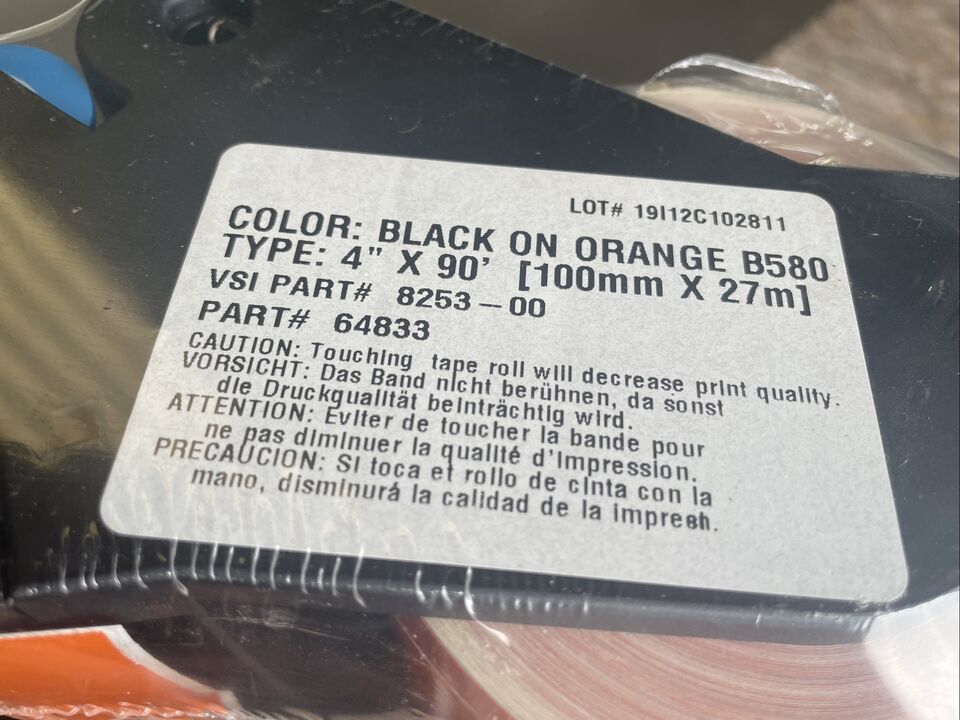 LOT# 19I12C102811
COLOR: BLACK ON ORANGE B580
TYPE: 4" X 90' [100mm X 27m]
VSI PART# 8253-00
PART# 64833
CAUTION: Touching tape roll will decrease print quality.
VORSICHT: Das Band nicht berühnen, da sonst
die Druckqualität beinträchtig wird.
ATTENTION: Eviter de toucher la bande pour
ne pas diminuer la qualité d'impression.
PRECAUCION: Si toca et rollo de cinta con la
mano, disminurá la calidad de la impresh.